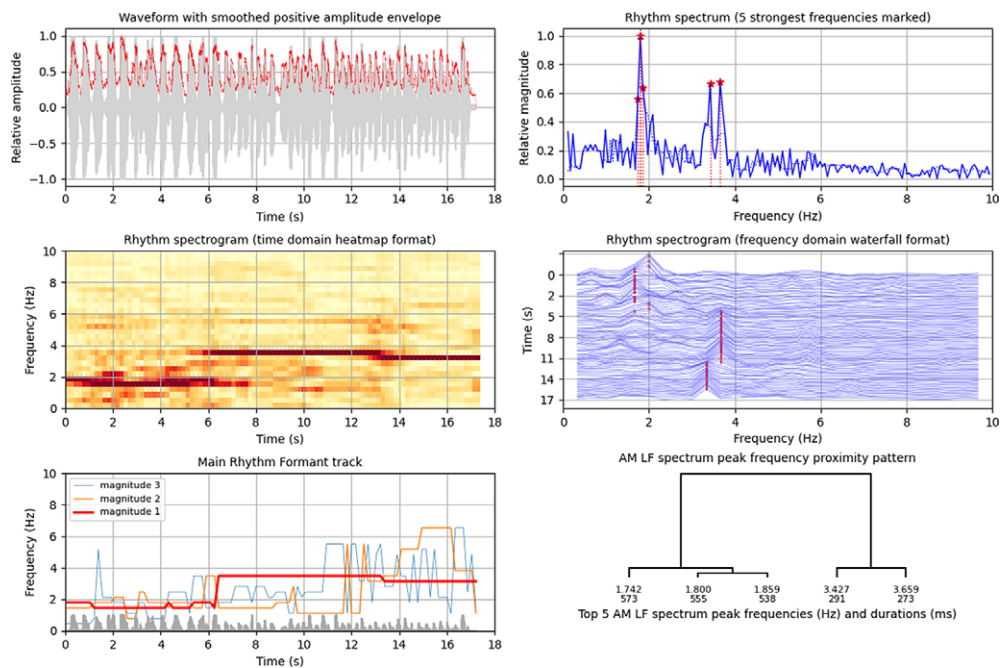 Waveform with smoothed positive amplitude envelope
1.0
0.5
0.0
−0.5
−1.0
Relative amplitude
0 2 4 6 8 10 12 14 16 18
Time (s)
Rhythm spectrum (5 strongest frequencies marked)
1.0
0.8
0.6
0.4
0.2
0.0
Relative magnitude
0 2 4 6 8 10
Frequency (Hz)
Rhythm spectrogram (time domain heatmap format)
10
8
6
4
2
0
Frequency (Hz)
0 2 4 6 8 10 12 14 16 18
Time (s)
Rhythm spectrogram (frequency domain waterfall format)
0
2
5
8
11
14
17
Time (s)
0 2 4 6 8 10
Frequency (Hz)
Main Rhythm Formant track
10
8
6
4
2
0
Frequency (Hz)
magnitude 3
magnitude 2
magnitude 1
0 2 4 6 8 10 12 14 16 18
Time (s)
AM LF spectrum peak frequency proximity pattern
1.742 1.800 1.859 3.427 3.659
573 555 538 291 273
Top 5 AM LF spectrum peak frequencies (Hz) and durations (ms)